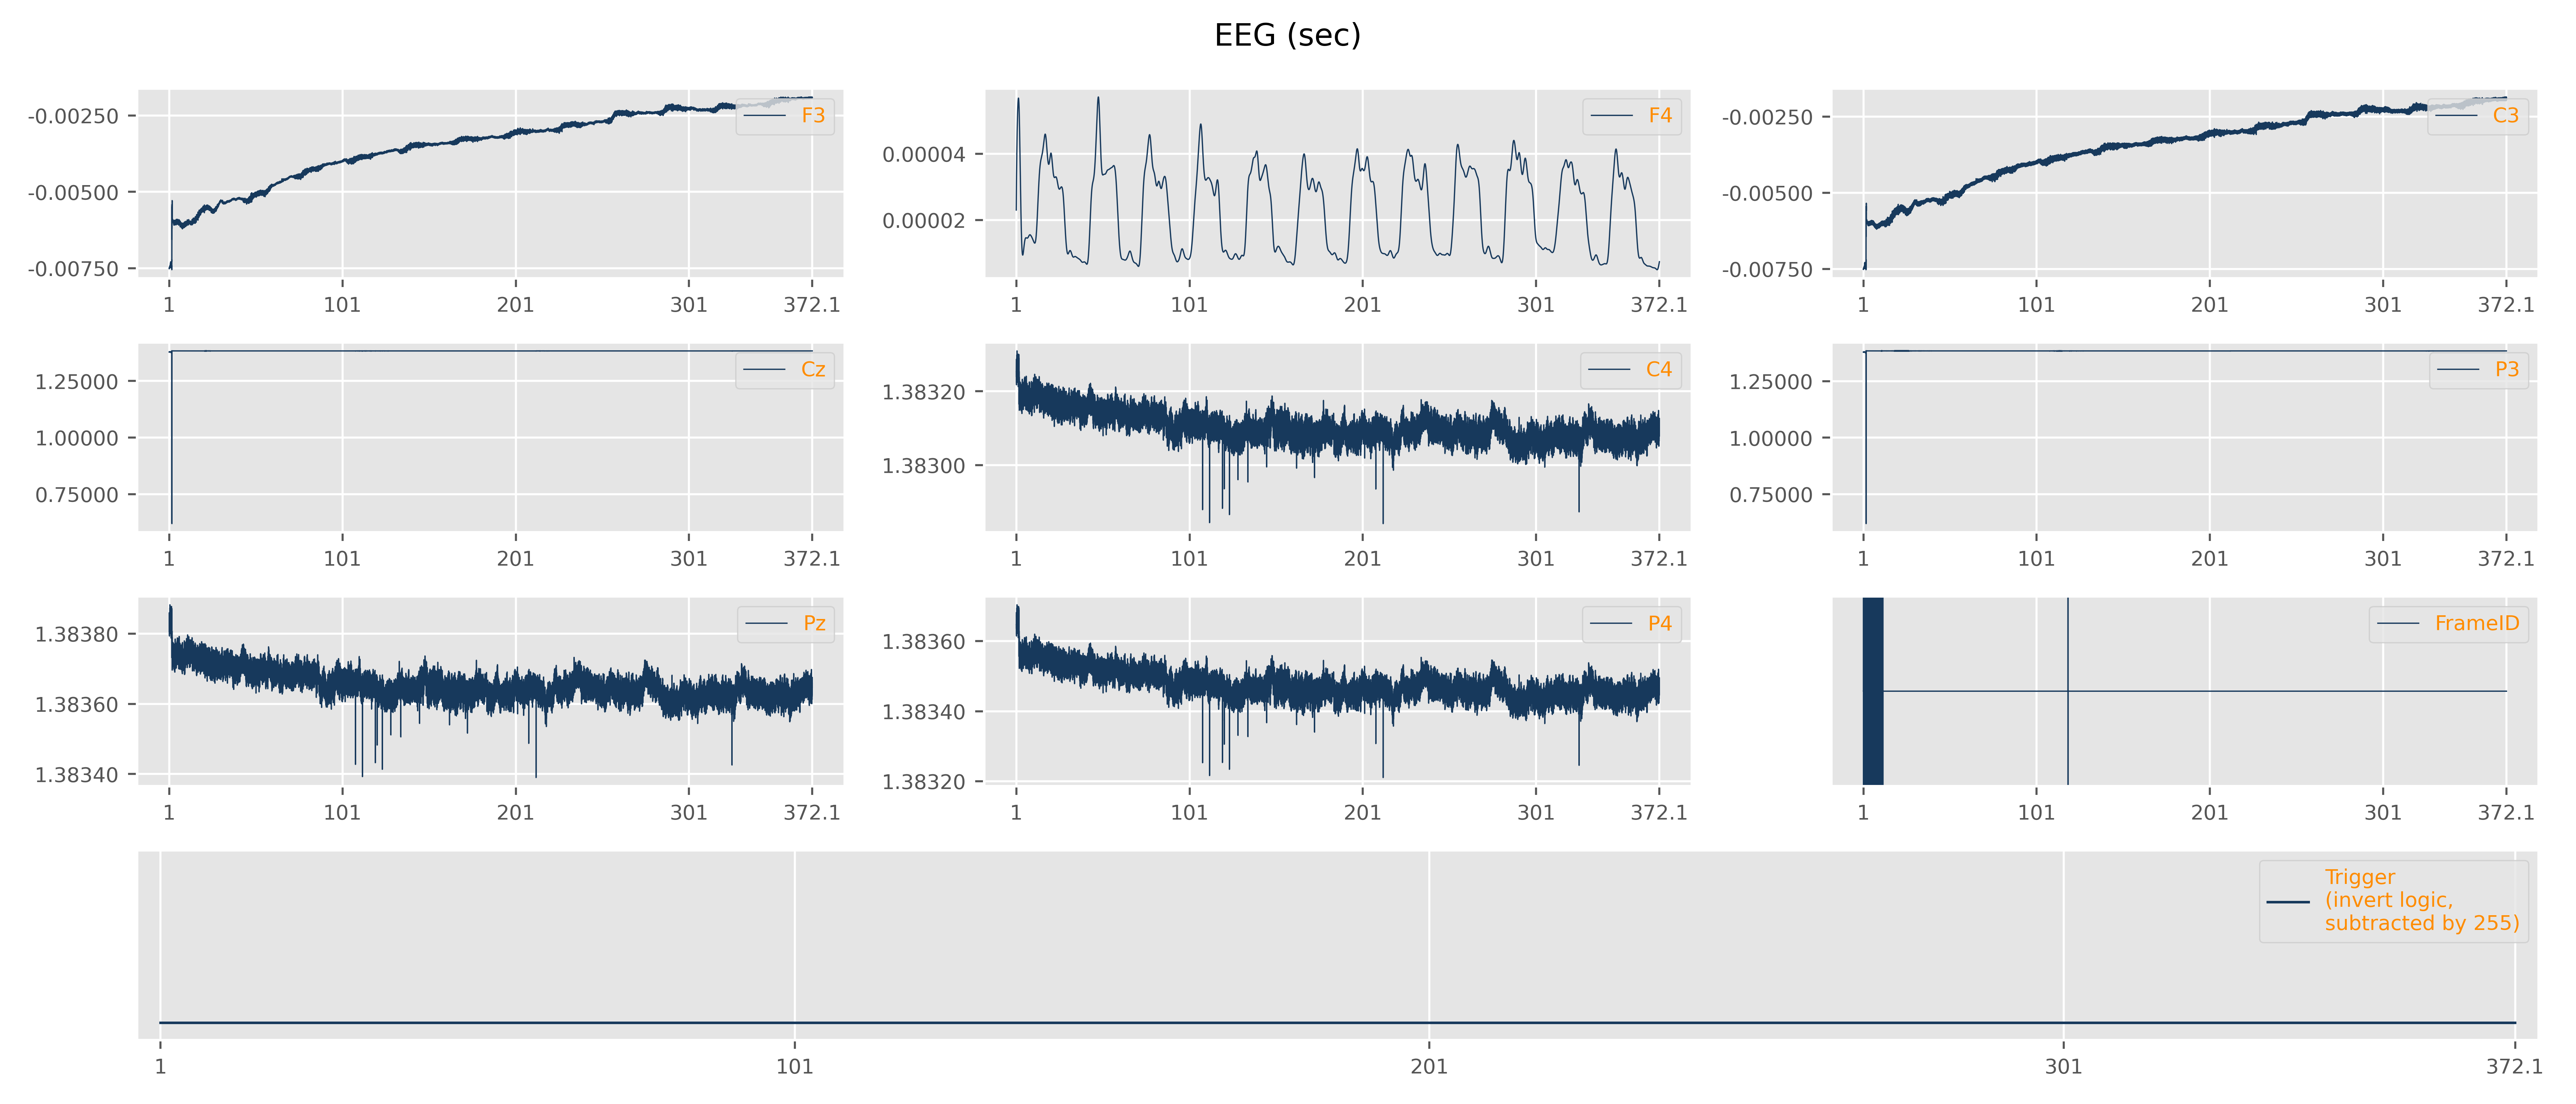 EEG (sec)
-0.00250
-0.00500
-0.00750
F3
1 101 201 301 372.1
0.00004
0.00002
F4
1 101 201 301 372.1
-0.00250
-0.00500
-0.00750
C3
1 101 201 301 372.1
1.25000
1.00000
0.75000
Cz
1 101 201 301 372.1
1.38320
1.38300
C4
1 101 201 301 372.1
1.25000
1.00000
0.75000
P3
1 101 201 301 372.1
1.38380
1.38360
1.38340
Pz
1 101 201 301 372.1
1.38360
1.38340
1.38320
P4
1 101 201 301 372.1
FrameID
1 101 201 301 372.1
Trigger
(invert logic,
subtracted by 255)
1 101 201 301 372.1